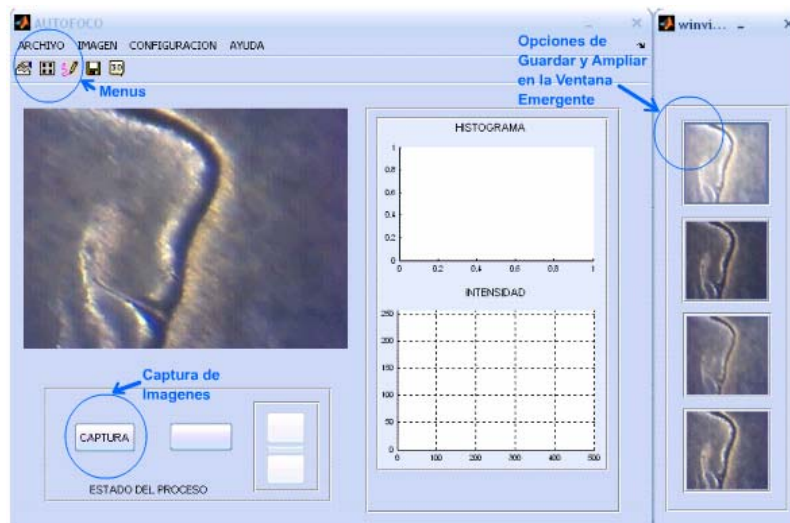 AUTOFOCO
ARCHIVO IMAGEN CONFIGURACION AYUDA
Menus
Opciones de
Guardar y Ampliar
en la Ventana
Emergente
winvi...
HISTOGRAMA
1
0.8
0.6
0.4
0.2
0
0 0.2 0.4 0.6 0.8 1
INTENSIDAD
250
200
150
100
50
0
0 100 200 300 400 500
Captura de
Imagenes
CAPTURA
ESTADO DEL PROCESO